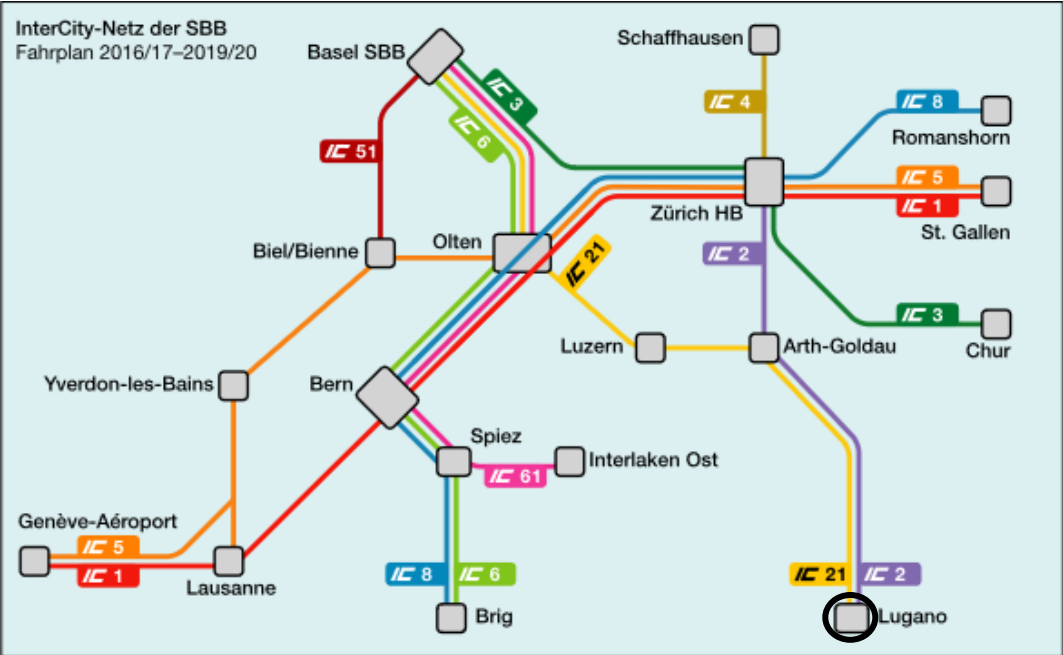 InterCity-Netz der SBB
Fahrplan 2016/17–2019/20
Schaffhausen
Basel SBB
IC 3
IC 4
IC 8
Romanshorn
IC 6
IC 51
IC 5
IC 1
Zürich HB
St. Gallen
Biel/Bienne
Olten
IC 21
IC 2
IC 3
Luzern
Arth-Goldau
Chur
Yverdon-les-Bains
Bern
Spiez
Interlaken Ost
IC 61
Genève-Aéroport
IC 5
IC 1
Lausanne
IC 8
IC 6
IC 21
IC 2
Brig
Lugano